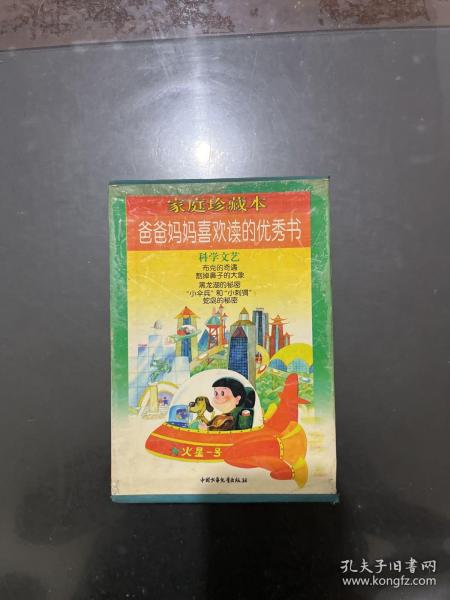 家庭珍藏本
爸爸妈妈喜欢读的优秀书
科学文艺
布克的奇遇
割掉鼻子的大象
黑龙湖的秘密
“小伞兵”和“小刺猬”
蛇岛的秘密
火星一号
中国少年儿童出版社
孔夫子旧书网
www.kongfz.com